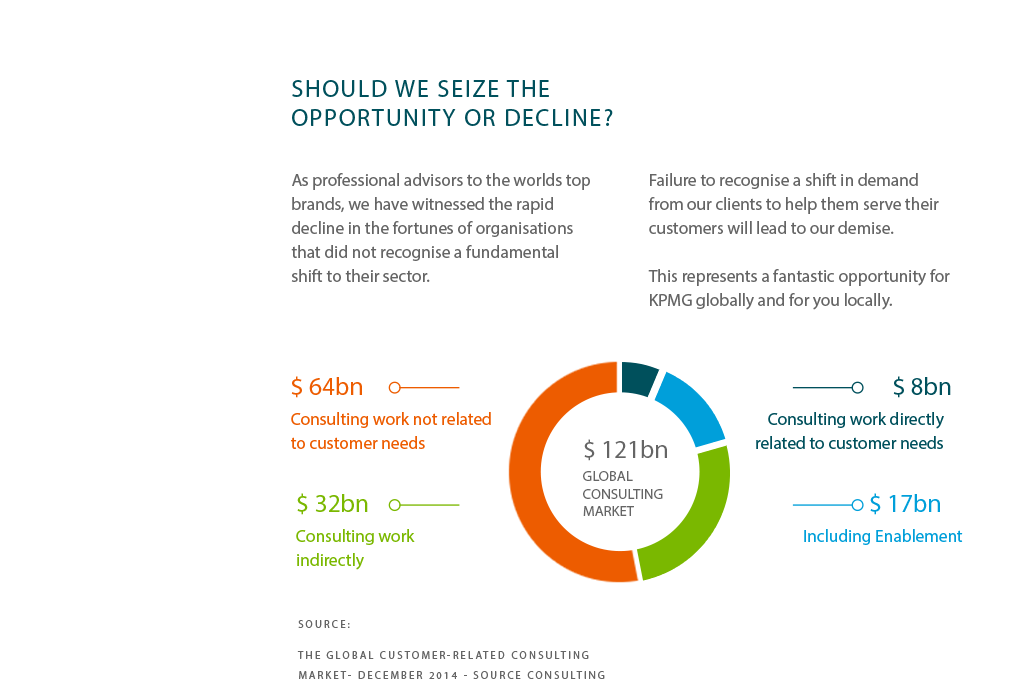 SHOULD WE SEIZE THE
OPPORTUNITY OR DECLINE?
As professional advisors to the worlds top
brands, we have witnessed the rapid
decline in the fortunes of organisations
that did not recognise a fundamental
shift to their sector.
Failure to recognise a shift in demand
from our clients to help them serve their
customers will lead to our demise.
This represents a fantastic opportunity for
KPMG globally and for you locally.
$ 64bn
Consulting work not related
to customer needs
$ 32bn
Consulting work
indirectly
$ 121bn
GLOBAL
CONSULTING
MARKET
$ 8bn
Consulting work directly
related to customer needs
$ 17bn
Including Enablement
SOURCE:
THE GLOBAL CUSTOMER-RELATED CONSULTING
MARKET- DECEMBER 2014 - SOURCE CONSULTING